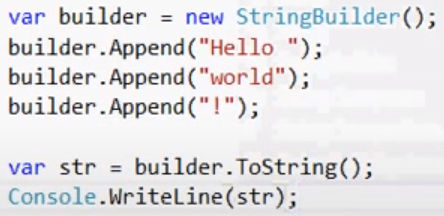 var builder = new StringBuilder();
builder.Append("Hello ");
builder.Append("world");
builder.Append("!");
var str = builder.ToString();
Console.WriteLine(str);